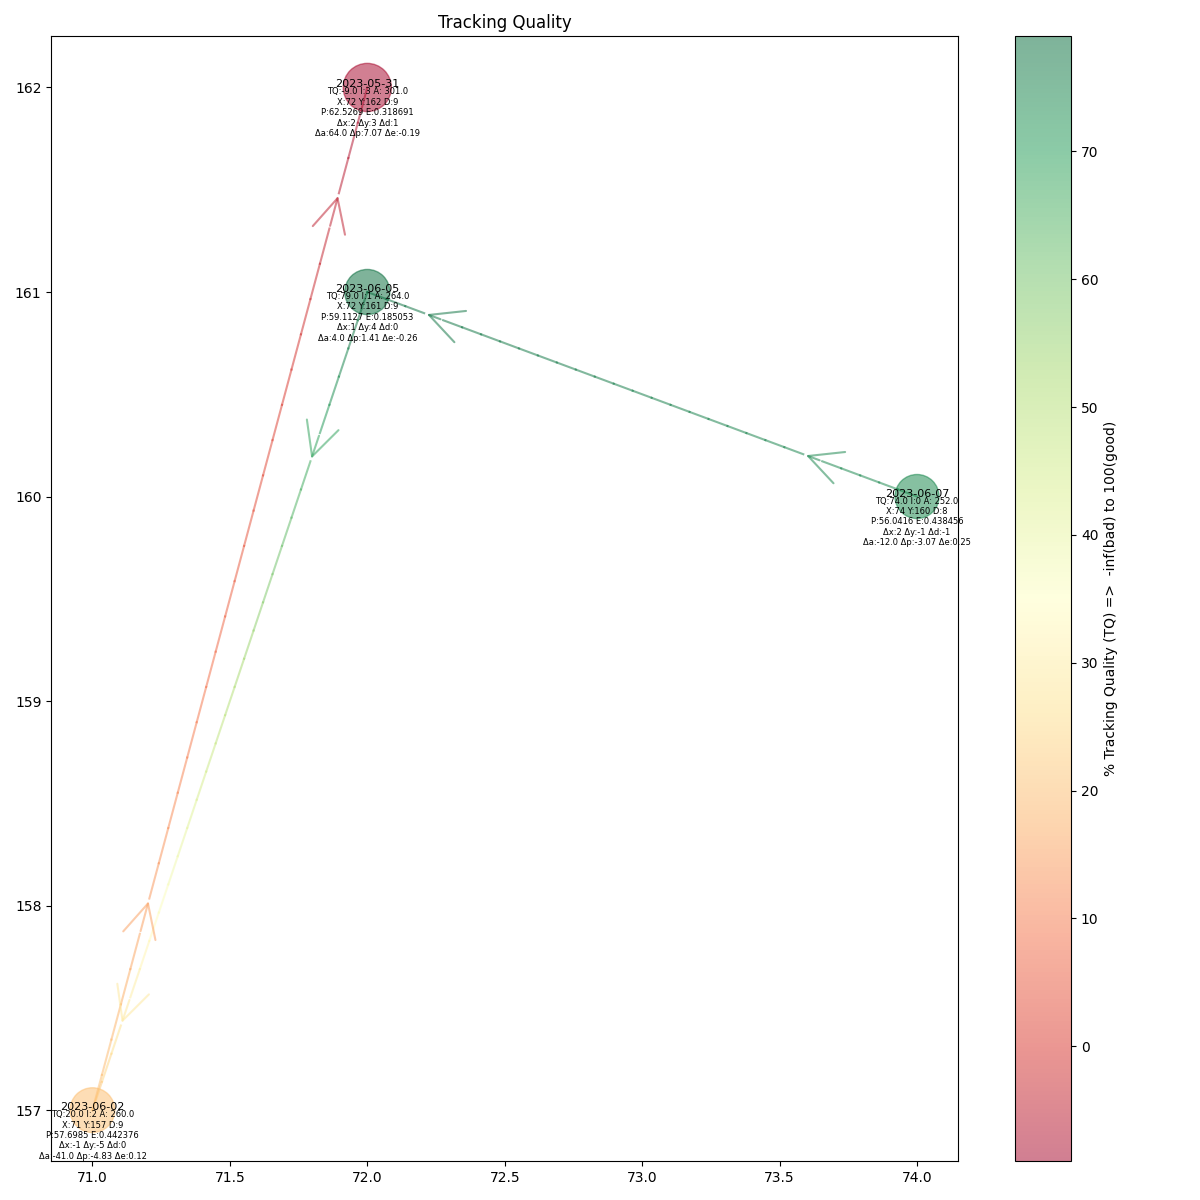 Tracking Quality
162
161
160
159
158
157
2023-05-31
TQ:-9.0 I:3 A: 301.0
X:72 Y:162 D:9
P:62.5269 E:0.318691
Δx:2 Δy:3 Δd:1
Δa:64.0 Δp:7.07 Δe:-0.19
2023-06-05
TQ:79.0 I:1 A: 264.0
X:72 Y:161 D:9
P:59.1127 E:0.185053
Δx:1 Δy:4 Δd:0
Δa:4.0 Δp:1.41 Δe:-0.26
2023-06-07
TQ:74.0 I:0 A: 252.0
X:74 Y:160 D:8
P:56.0416 E:0.438456
Δx:2 Δy:-1 Δd:-1
Δa:-12.0 Δp:-3.07 Δe:0.25
2023-06-02
TQ:20.0 I:2 A: 260.0
X:71 Y:157 D:9
P:57.6985 E:0.442376
Δx:-1 Δy:-5 Δd:0
Δa:-41.0 Δp:-4.83 Δe:0.12
71.0 71.5 72.0 72.5 73.0 73.5 74.0
70
60
50
40
30
20
10
0
% Tracking Quality (TQ) =>  -inf(bad) to 100(good)